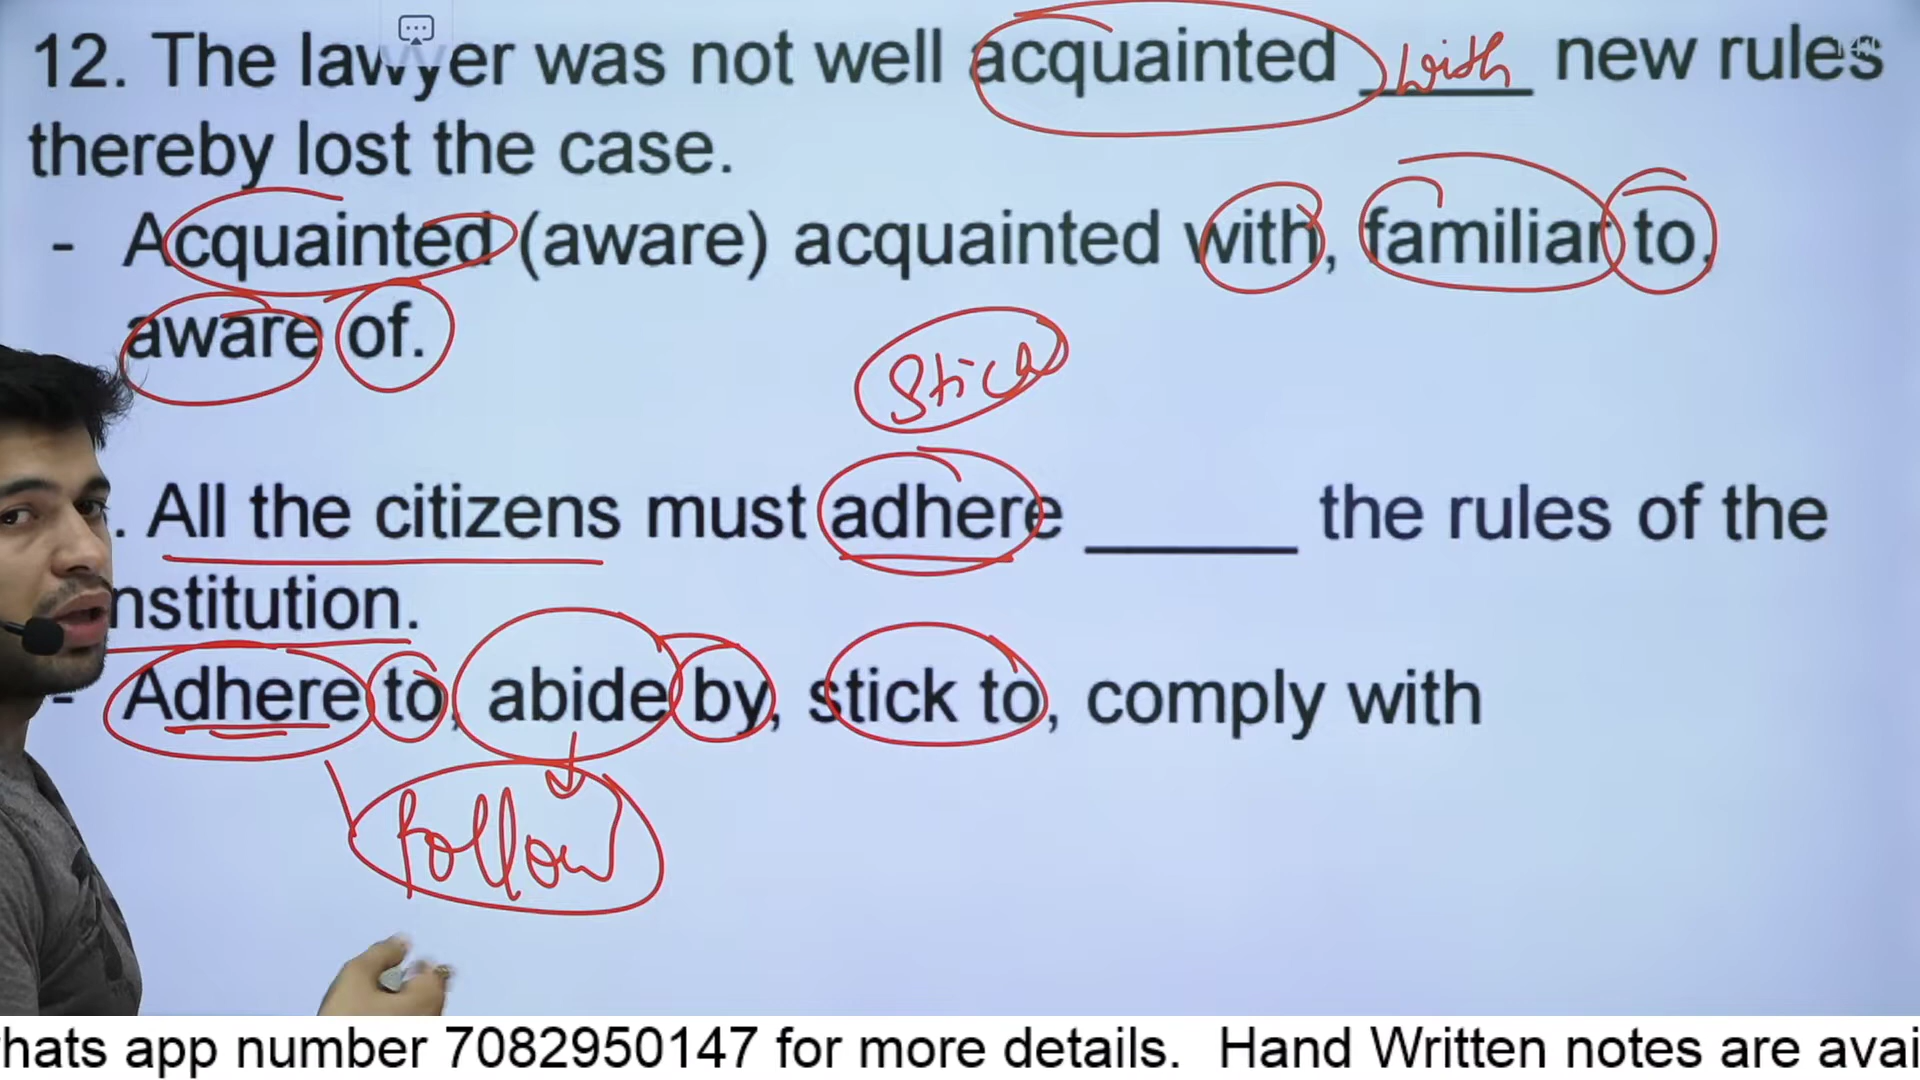 12. The lawyer was not well acquainted with new rules
thereby lost the case.
- Acquainted (aware) acquainted with, familiar to,
aware of.
Stick
. All the citizens must adhere ______ the rules of the
nstitution.
- Adhere to, abide by, stick to, comply with
Follow
hats app number 7082950147 for more details. Hand Written notes are avai